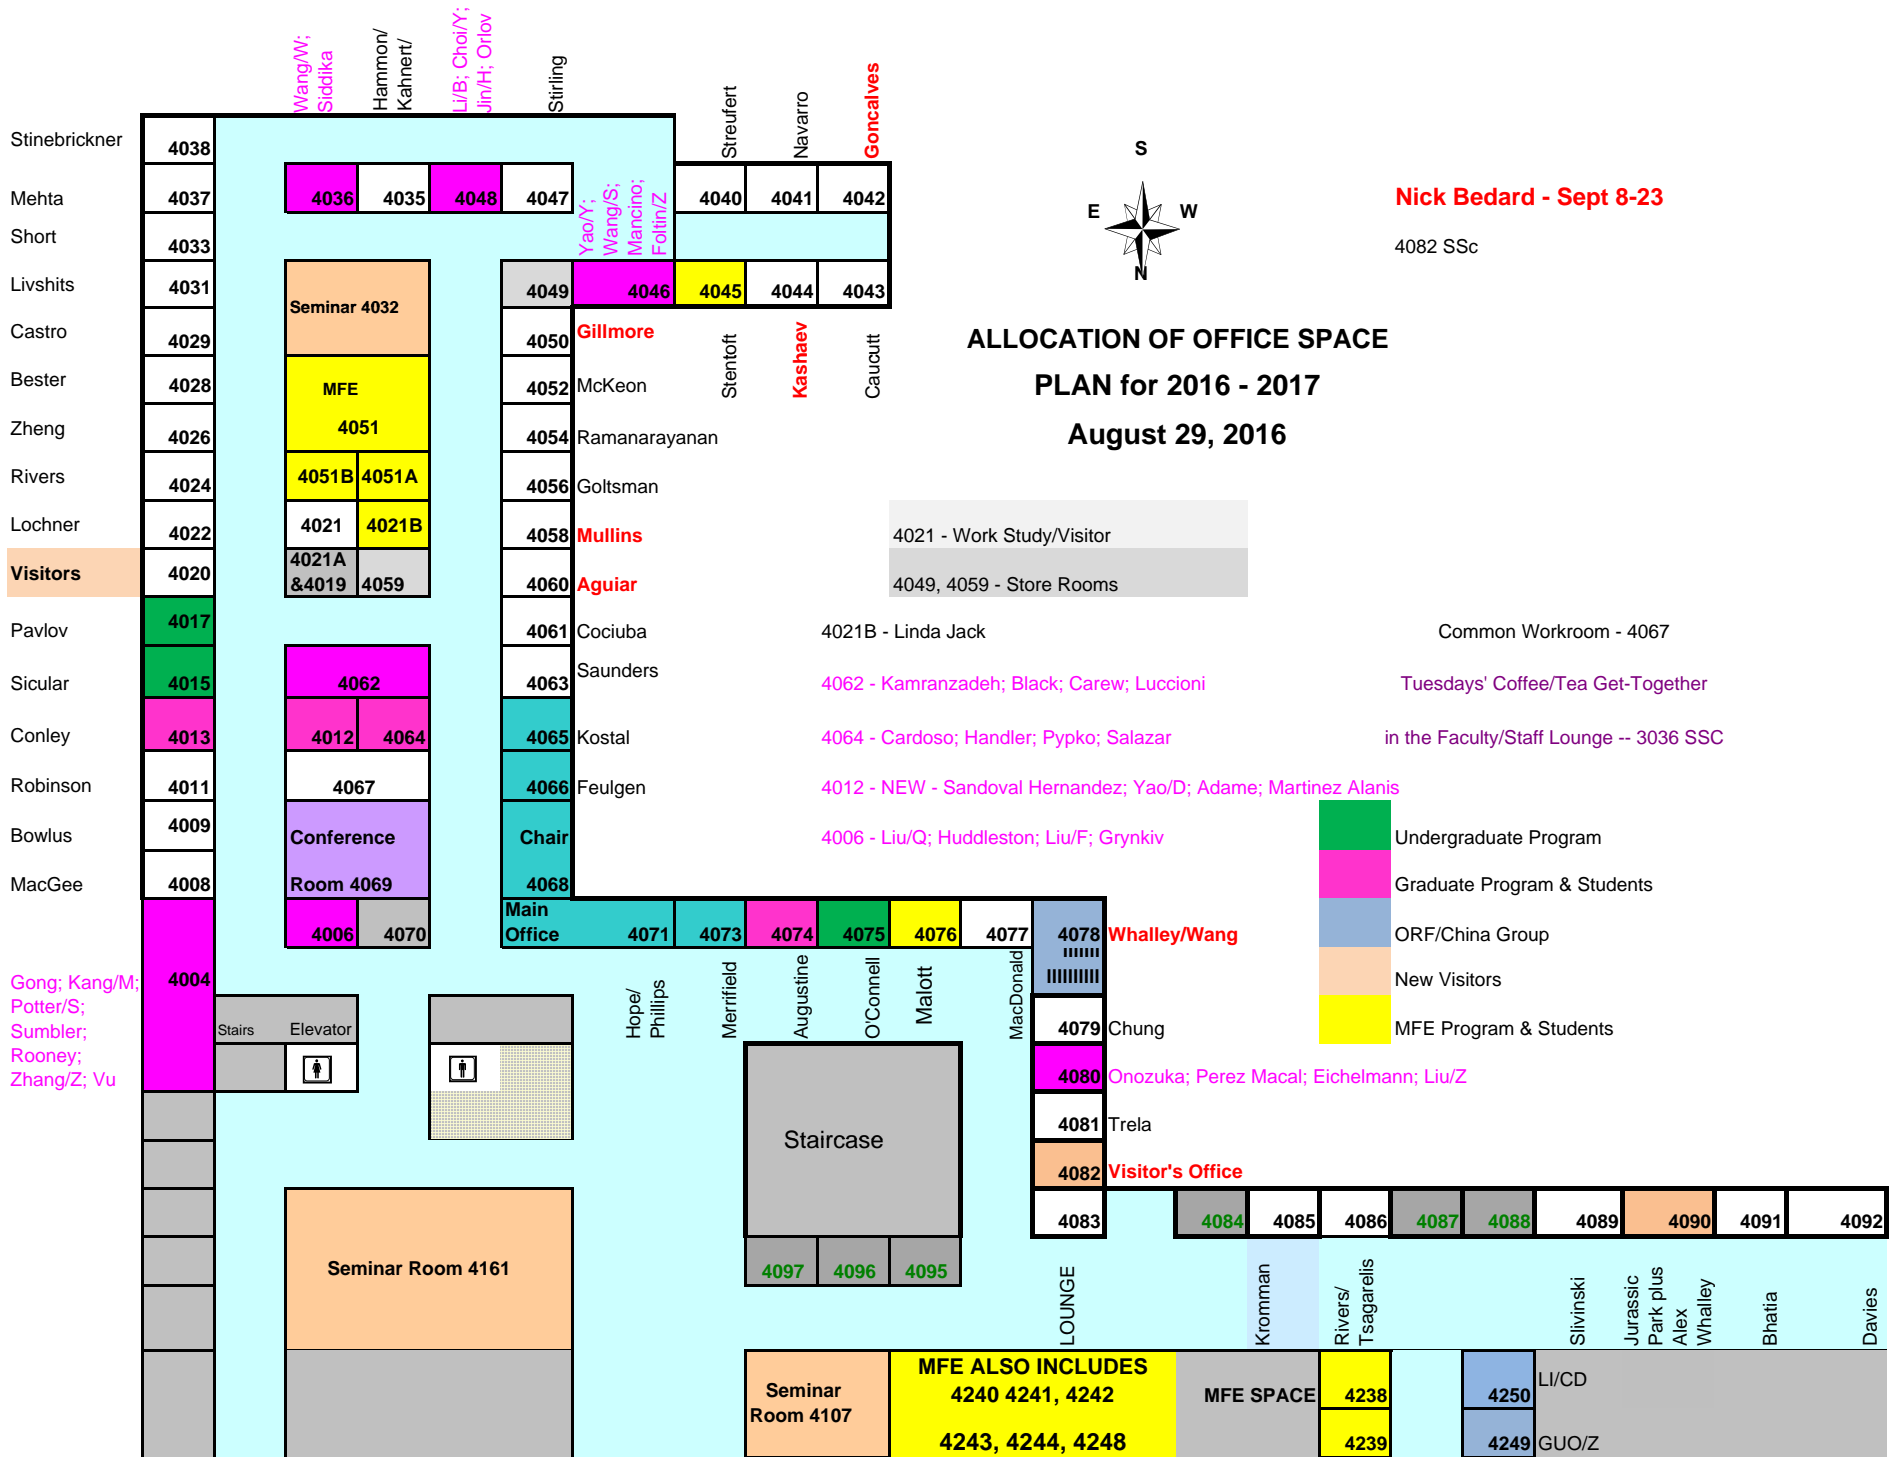 Wang/W;
Siddika
Hammon/
Kahnert/
Li/B; Choi/Y;
Jin/H; Orlov
Stirling
Streufert
Navarro
Goncalves
Stinebrickner
4038
S
E
W
N
Nick Bedard - Sept 8-23
4082 SSc
Mehta
4037
4036
4035
4048
4047
Yao/Y;
Wang/S;
Mancino;
Foltin/Z
4040
4041
4042
Short
4033
Livshits
4031
Seminar 4032
4049
4046
4045
4044
4043
Castro
4029
4050
Gillmore
Stentoft
Kashaev
Caucutt
ALLOCATION OF OFFICE SPACE
PLAN for 2016 - 2017
August 29, 2016
Bester
4028
MFE
4051
4052
McKeon
Zheng
4026
4054
Ramanarayanan
Rivers
4024
4051B
4051A
4056
Goltsman
Lochner
4022
4021
4021B
4058
Mullins
4021 - Work Study/Visitor
Visitors
4020
4021A
&4019
4059
4060
Aguiar
4049, 4059 - Store Rooms
Pavlov
4017
4061
Cociuba
4021B - Linda Jack
Common Workroom - 4067
Sicular
4015
4062
4063
Saunders
4062 - Kamranzadeh; Black; Carew; Luccioni
Tuesdays' Coffee/Tea Get-Together
Conley
4013
4012
4064
4065
Kostal
4064 - Cardoso; Handler; Pypko; Salazar
in the Faculty/Staff Lounge -- 3036 SSC
Robinson
4011
4067
4066
Feulgen
4012 - NEW - Sandoval Hernandez; Yao/D; Adame; Martinez Alanis
Bowlus
4009
Conference
Room 4069
Chair
4068
4006 - Liu/Q; Huddleston; Liu/F; Grynkiv
Undergraduate Program
MacGee
4008
Graduate Program & Students
4006
4070
Main
Office
4071
4073
4074
4075
4076
4077
4078
Whalley/Wang
ORF/China Group
New Visitors
MFE Program & Students
Gong; Kang/M;
Potter/S;
Sumbler;
Rooney;
Zhang/Z; Vu
4004
Stairs
Elevator
Hope/
Phillips
Merrifield
Augustine
O'Connell
Malott
MacDonald
4079
Chung
4080
Onozuka; Perez Macal; Eichelmann; Liu/Z
4081
Trela
Staircase
4082
Visitor's Office
4083
4084
4085
4086
4087
4088
4089
4090
4091
4092
Seminar Room 4161
4097
4096
4095
LOUNGE
Kromman
Rivers/
Tsagarelis
Slivinski
Jurassic
Park plus
Alex
Whalley
Bhatia
Davies
Seminar
Room 4107
MFE ALSO INCLUDES
4240 4241, 4242
4243, 4244, 4248
MFE SPACE
4238
4239
4250
LI/CD
4249
GUO/Z